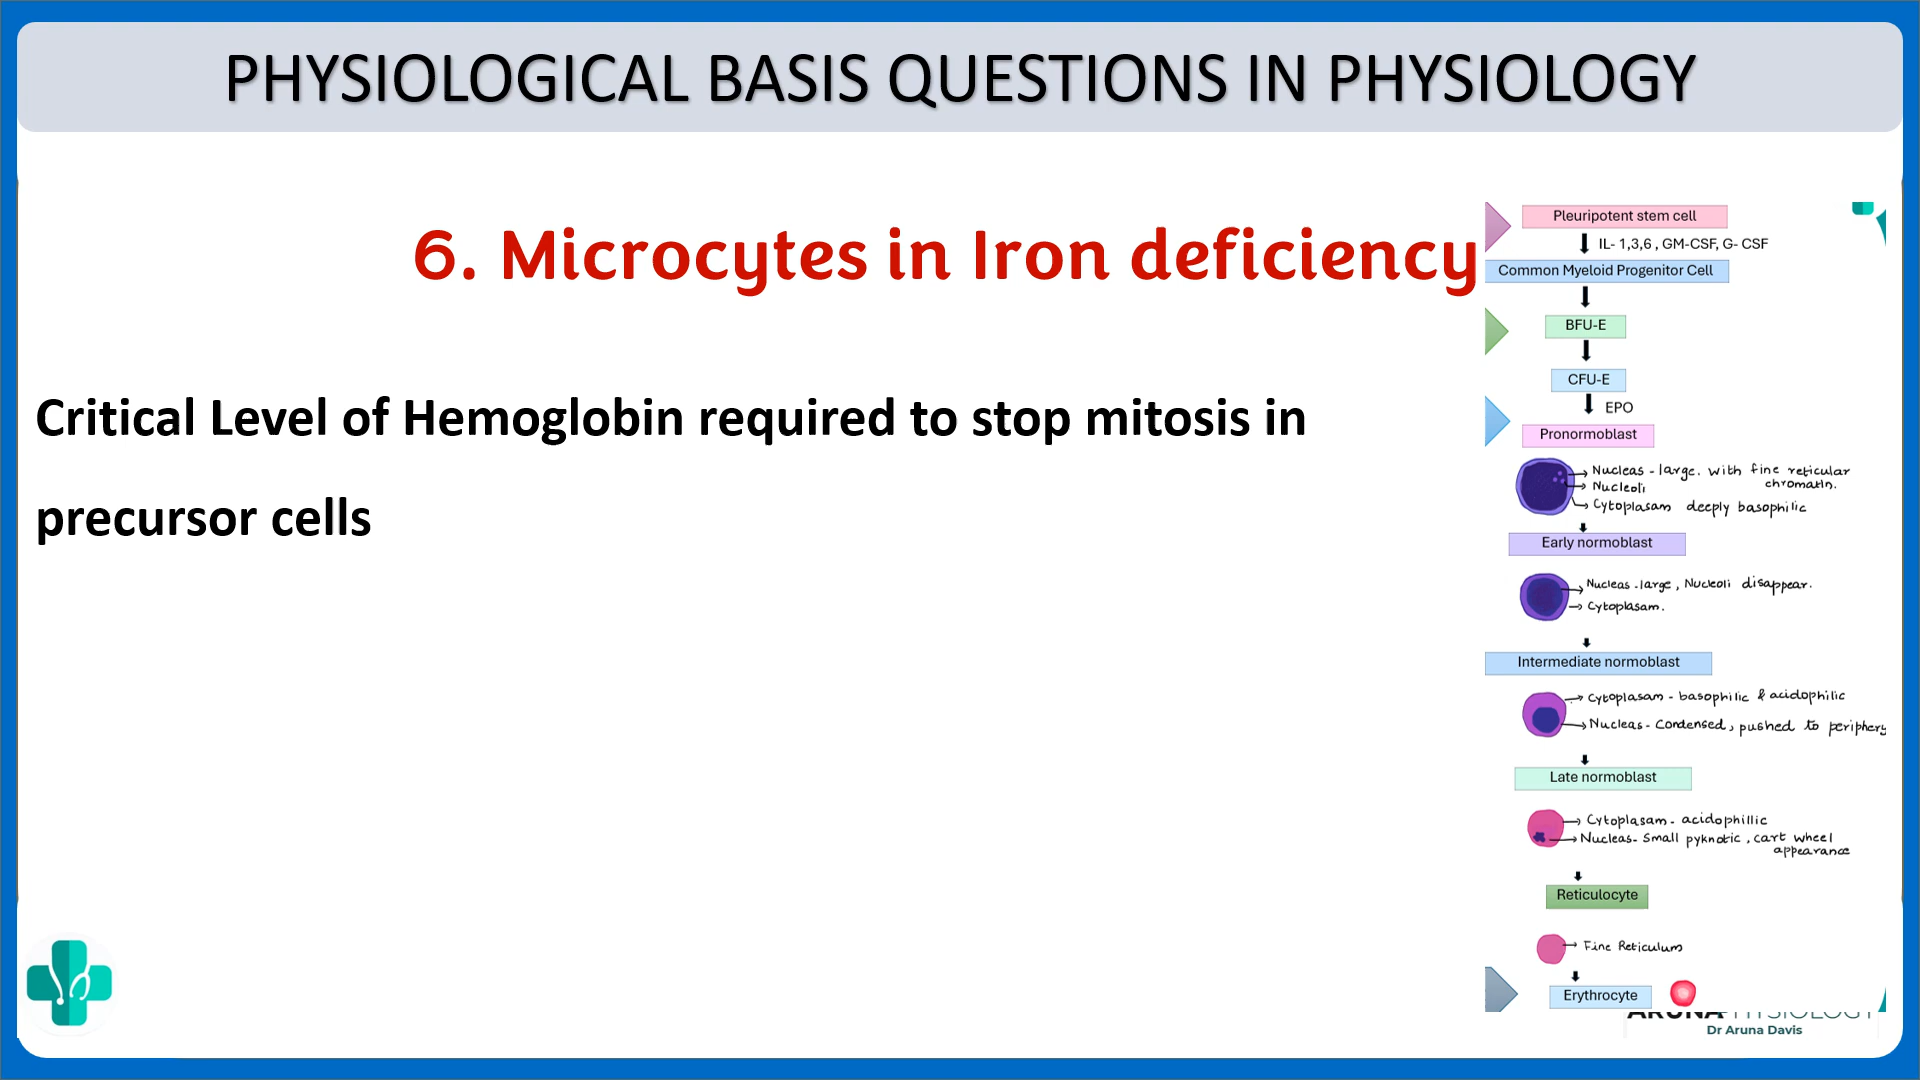 PHYSIOLOGICAL BASIS QUESTIONS IN PHYSIOLOGY
6. Microcytes in Iron deficiency
Critical Level of Hemoglobin required to stop mitosis in
precursor cells
Pleuripotent stem cell
IL- 1,3,6 , GM-CSF, G- CSF
Common Myeloid Progenitor Cell
BFU-E
CFU-E
EPO
Pronormoblast
Nucleas - large. with fine reticular
chromatin.
Nucleoli
Cytoplasam deeply basophilic
Early normoblast
Nucleas - large, Nucleoli disappear.
Cytoplasam.
Intermediate normoblast
Cytoplasam - basophilic & acidophilic
Nucleas - Condensed, pushed to periphery
Late normoblast
Cytoplasam - acidophillic
Nucleas- Small pyknotic, cart wheel
appearance
Reticulocyte
Fine Reticulum
Erythrocyte
ARUNA PHYSIOLOGY
Dr Aruna Davis